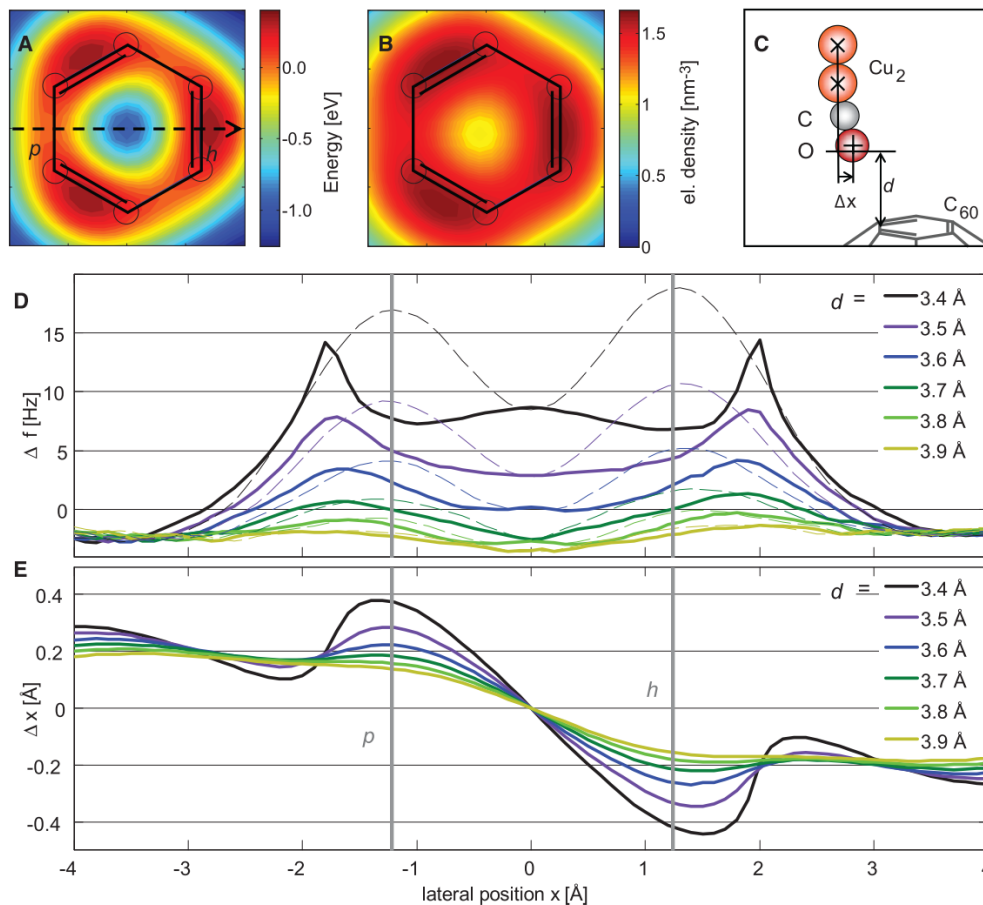 A
p
h
0.0
-0.5
-1.0
Energy [eV]
B
1.5
1
0.5
0
el. density [nm-3]
C
Cu2
C
O
Δx
d
C60
D
Δ f [Hz]
15
10
5
0
d =
3.4 Å
3.5 Å
3.6 Å
3.7 Å
3.8 Å
3.9 Å
E
Δx [Å]
0.4
0.2
0
-0.2
-0.4
p
h
d =
3.4 Å
3.5 Å
3.6 Å
3.7 Å
3.8 Å
3.9 Å
-4
-3
-2
-1
0
1
2
3
4
lateral position x [Å]